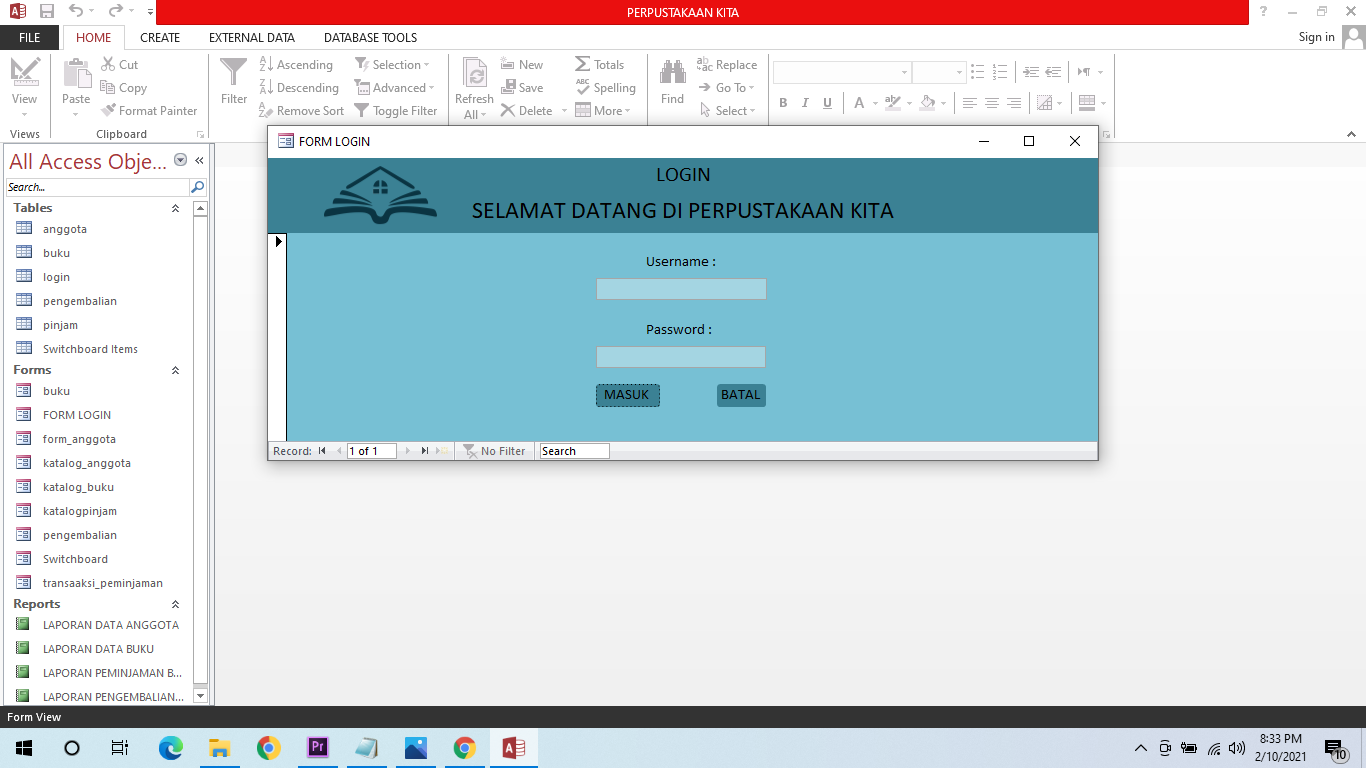 PERPUSTAKAAN KITA
FILE HOME CREATE EXTERNAL DATA DATABASE TOOLS Sign in
View
Views
Paste
Cut
Copy
Format Painter
Clipboard
Filter
Ascending
Descending
Remove Sort
Selection
Advanced
Toggle Filter
Refresh
All
New
Save
Delete
Totals
Spelling
More
Find
Replace
Go To
Select
B I U A
All Access Obje...
Search...
Tables
anggota
buku
login
pengembalian
pinjam
Switchboard Items
Forms
buku
FORM LOGIN
form_anggota
katalog_anggota
katalog_buku
katalogpinjam
pengembalian
Switchboard
transaaksi_peminjaman
Reports
LAPORAN DATA ANGGOTA
LAPORAN DATA BUKU
LAPORAN PEMINJAMAN B...
LAPORAN PENGEMBALIAN...
FORM LOGIN
LOGIN
SELAMAT DATANG DI PERPUSTAKAAN KITA
Username :
Password :
MASUK BATAL
Record: 1 of 1 No Filter Search
Form View
Pr
8:33 PM
2/10/2021
10